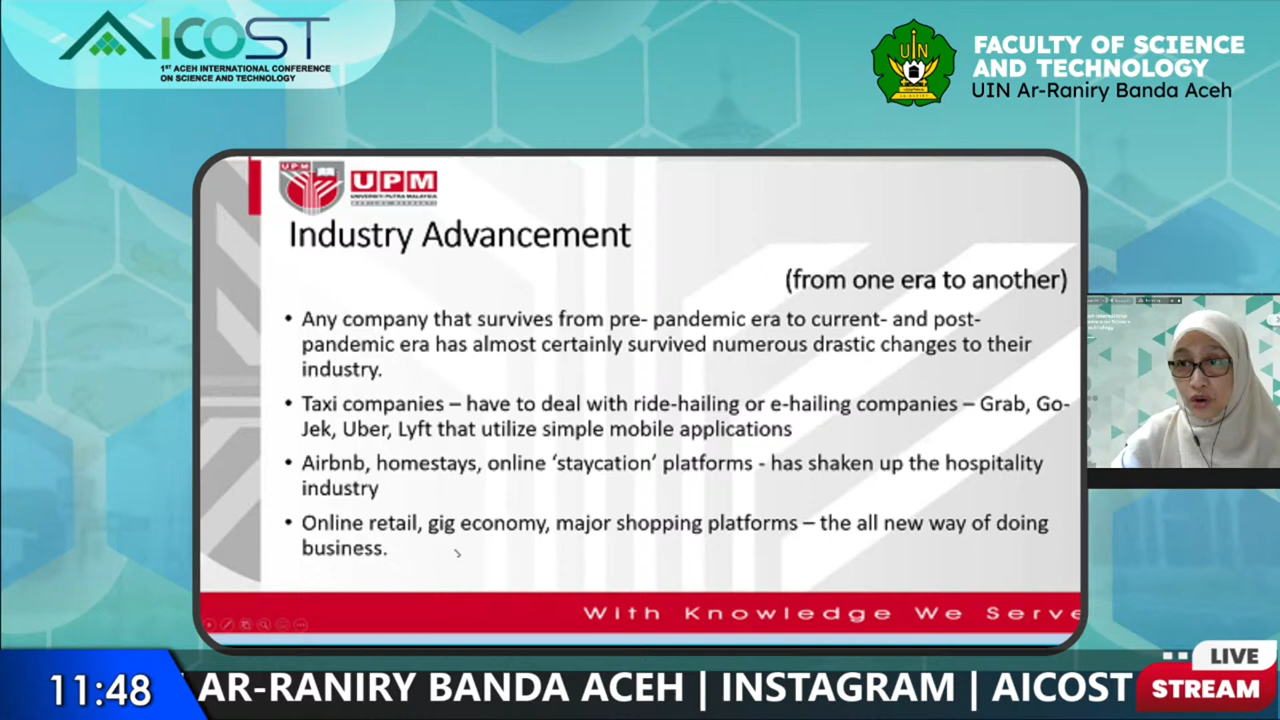 AICOST
1ST ACEH INTERNATIONAL CONFERENCE
ON SCIENCE AND TECHNOLOGY
UIN
FACULTY OF SCIENCE
AND TECHNOLOGY
UIN Ar-Raniry Banda Aceh
UPM
UPM
UNIVERSITI PUTRA MALAYSIA
Industry Advancement
(from one era to another)
• Any company that survives from pre- pandemic era to current- and post-
pandemic era has almost certainly survived numerous drastic changes to their
industry.
• Taxi companies – have to deal with ride-hailing or e-hailing companies – Grab, Go-
Jek, Uber, Lyft that utilize simple mobile applications
• Airbnb, homestays, online ‘staycation’ platforms - has shaken up the hospitality
industry
• Online retail, gig economy, major shopping platforms – the all new way of doing
business.
With Knowledge We Serve
11:48
AR-RANIRY BANDA ACEH | INSTAGRAM | AICOST
LIVE
STREAM